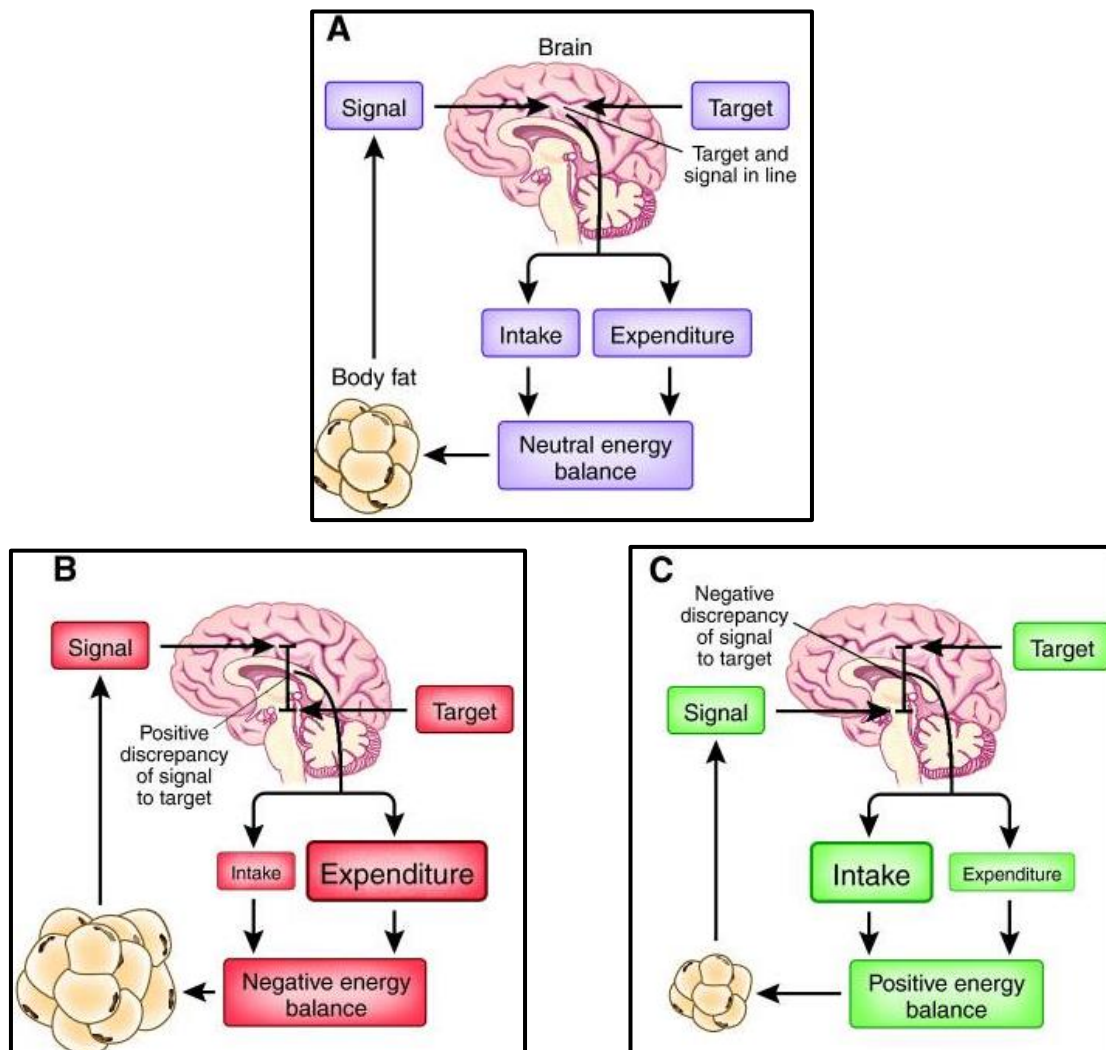 A
Brain
Signal
Target
Target and
signal in line
Intake
Expenditure
Body fat
Neutral energy
balance
B
Signal
Target
Positive
discrepancy
of signal
to target
Intake
Expenditure
Negative energy
balance
C
Negative
discrepancy
of signal
to target
Target
Signal
Intake
Expenditure
Positive energy
balance